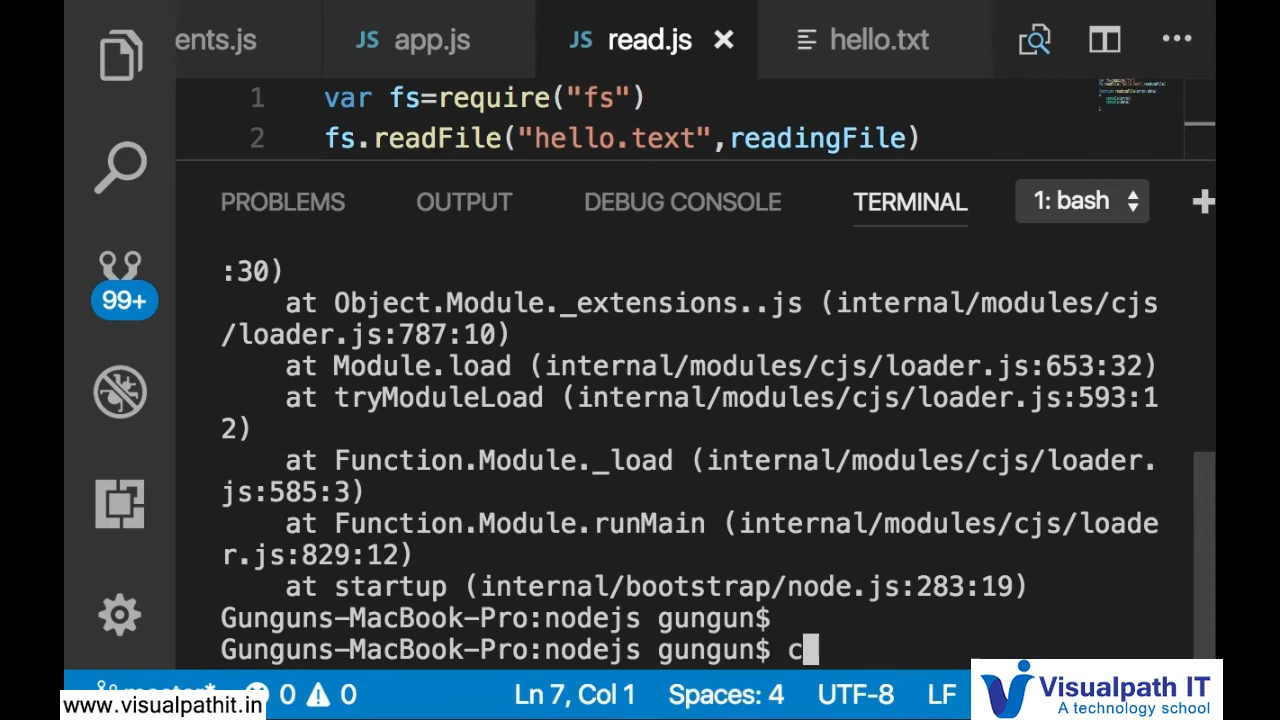 ents.js JS app.js JS read.js × hello.txt ...
1 var fs=require("fs")
2 fs.readFile("hello.text",readingFile)
PROBLEMS OUTPUT DEBUG CONSOLE TERMINAL 1: bash +
:30)
at Object.Module._extensions..js (internal/modules/cjs
/loader.js:787:10)
at Module.load (internal/modules/cjs/loader.js:653:32)
at tryModuleLoad (internal/modules/cjs/loader.js:593:1
2)
at Function.Module._load (internal/modules/cjs/loader.
js:585:3)
at Function.Module.runMain (internal/modules/cjs/loade
r.js:829:12)
at startup (internal/bootstrap/node.js:283:19)
Gunguns-MacBook-Pro:nodejs gungun$
Gunguns-MacBook-Pro:nodejs gungun$ c
99+
0 0 Ln 7, Col 1 Spaces: 4 UTF-8 LF
www.visualpathit.in
Visualpath IT
A technology school